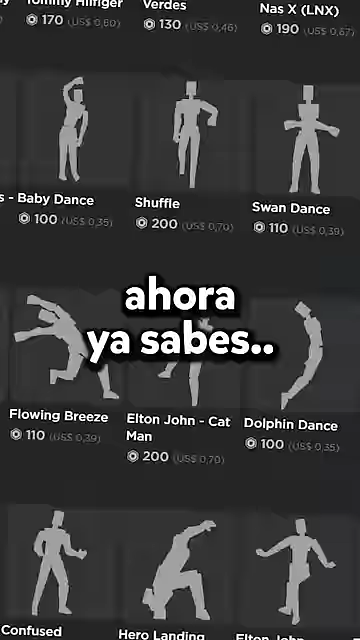 Tommy Hilfiger
170 (US$ 0,60)
Verdes
130 (US$ 0,46)
Nas X (LNX)
190 (US$ 0,67)
s - Baby Dance
100 (US$ 0,35)
Shuffle
200 (US$ 0,70)
Swan Dance
110 (US$ 0,39)
ahora
ya sabes..
Flowing Breeze
110 (US$ 0,39)
Elton John - Cat
Man
200 (US$ 0,70)
Dolphin Dance
100 (US$ 0,35)
Confused
Hero Landing
Elton John